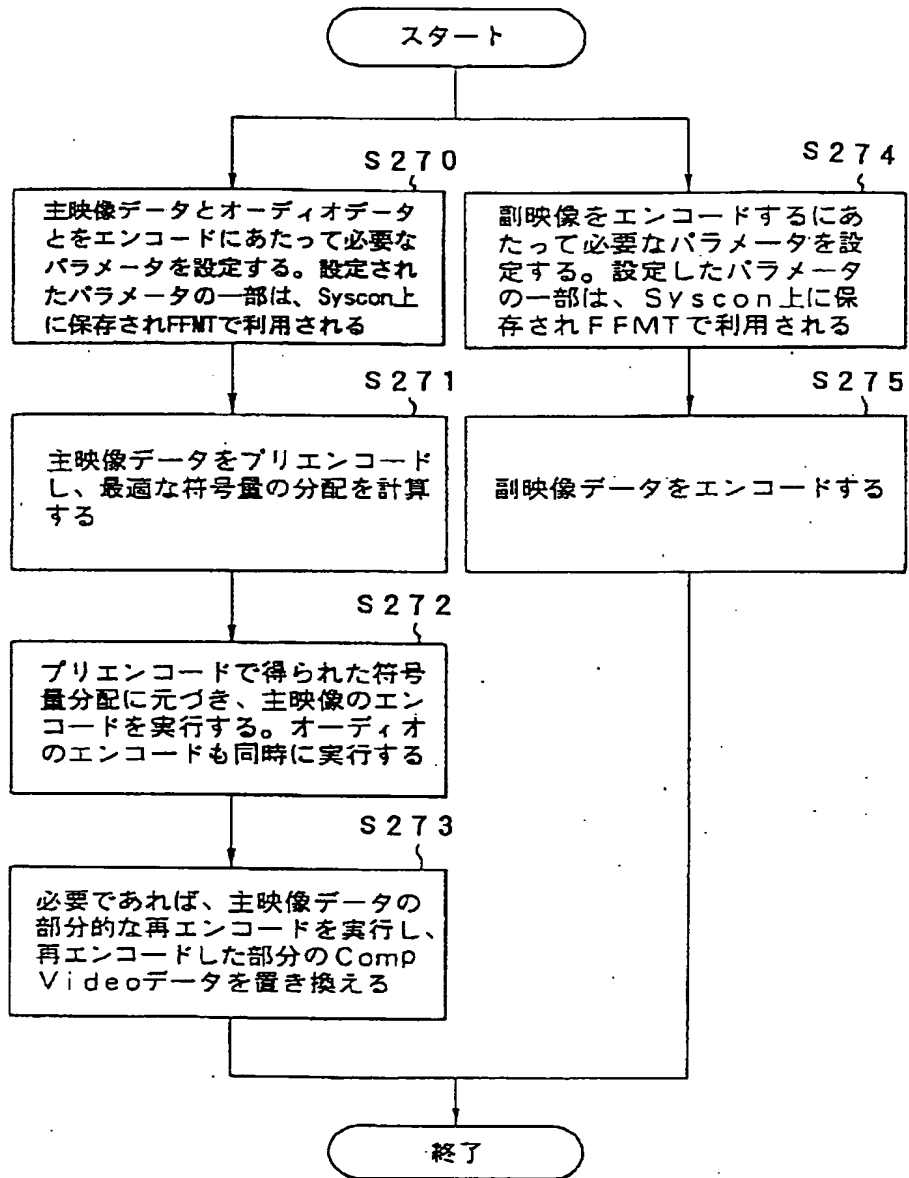 スタート
S270
主映像データとオーディオデータ
とをエンコードにあたって必要な
パラメータを設定する。設定され
たパラメータの一部は、Syscon上
に保存されFFMTで利用される
S271
主映像データをプリエンコード
し、最適な符号量の分配を計算
する
S272
プリエンコードで得られた符号
量分配に元づき、主映像のエン
コードを実行する。オーディオ
のエンコードも同時に実行する
S273
必要であれば、主映像データの
部分的な再エンコードを実行し、
再エンコードした部分のComp
Videoデータを置き換える
S274
副映像をエンコードするにあ
たって必要なパラメータを設
定する。設定したパラメータ
の一部は、Syscon上に保
存されFFMTで利用される
S275
副映像データをエンコードする
終了